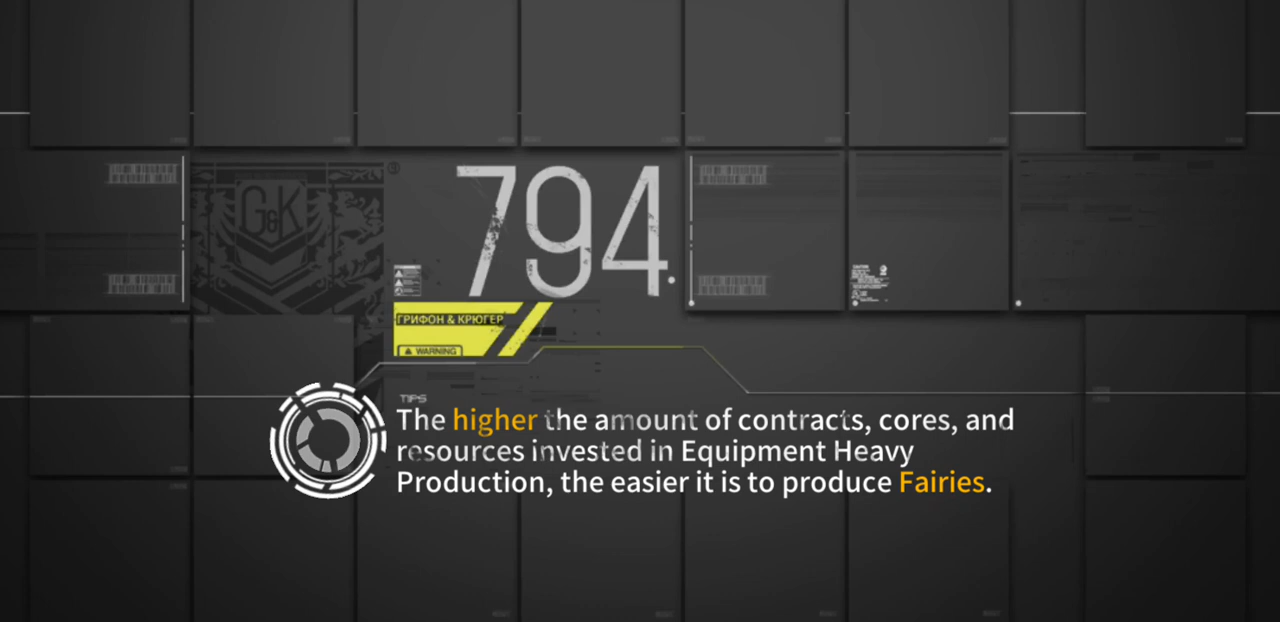 G&K
794.
ГРИФОН & КРЮГЕР
WARNING
TIPS
The higher the amount of contracts, cores, and
resources invested in Equipment Heavy
Production, the easier it is to produce Fairies.